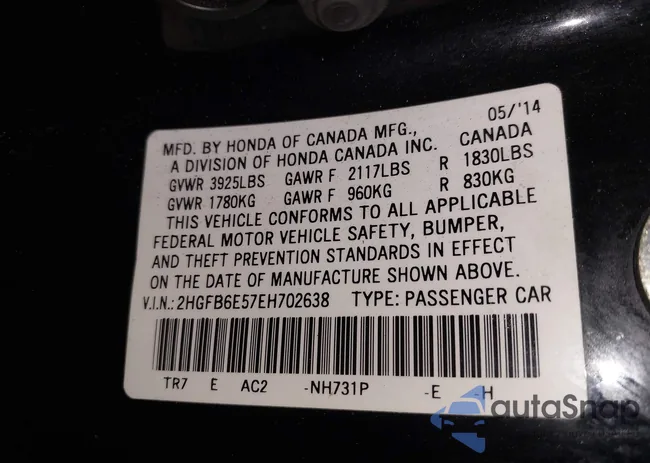 05/'14
MFD. BY HONDA OF CANADA MFG.,
A DIVISION OF HONDA CANADA INC. CANADA
GVWR 3925LBS GAWR F 2117LBS R 1830LBS
GVWR 1780KG GAWR F 960KG R 830KG
THIS VEHICLE CONFORMS TO ALL APPLICABLE
FEDERAL MOTOR VEHICLE SAFETY, BUMPER,
AND THEFT PREVENTION STANDARDS IN EFFECT
ON THE DATE OF MANUFACTURE SHOWN ABOVE.
V.I.N.: 2HGFB6E57EH702638 TYPE: PASSENGER CAR
TR7 E AC2 -NH731P -E -H
autoSnap